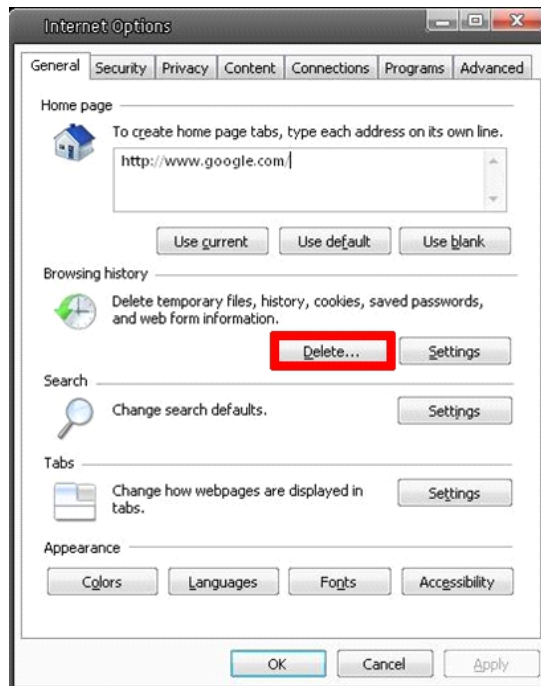 Internet Options
General Security Privacy Content Connections Programs Advanced
Home page
To create home page tabs, type each address on its own line.
http://www.google.com/
Use current Use default Use blank
Browsing history
Delete temporary files, history, cookies, saved passwords,
and web form information.
Delete... Settings
Search
Change search defaults.
Settings
Tabs
Change how webpages are displayed in
tabs.
Settings
Appearance
Colors Languages Fonts Accessibility
OK Cancel Apply